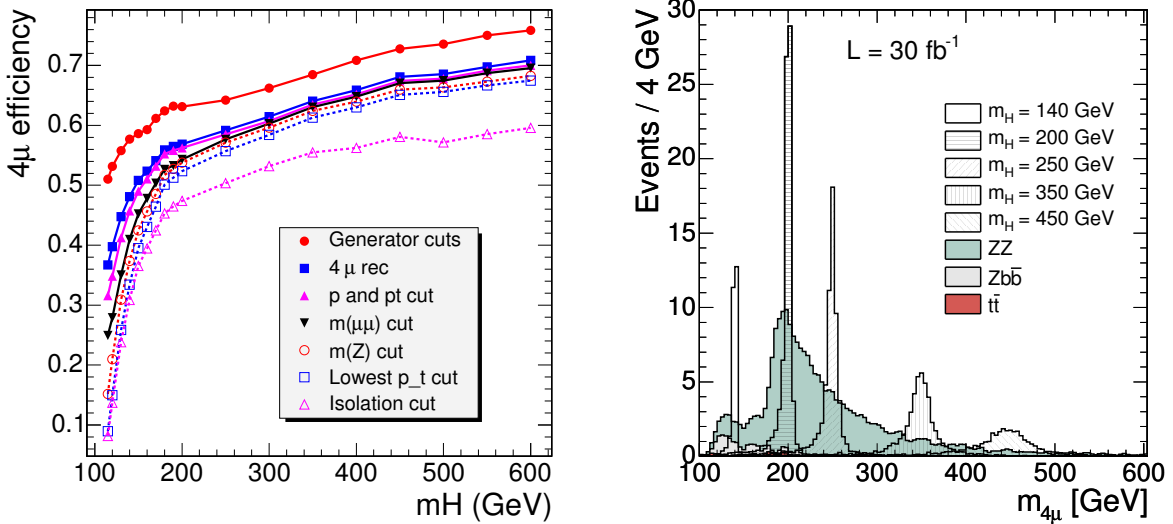 4μ efficiency
0.7
0.6
0.5
0.4
0.3
0.2
0.1
100 200 300 400 500 600
mH (GeV)
Generator cuts
4 μ rec
p and pt cut
m(μμ) cut
m(Z) cut
Lowest p_t cut
Isolation cut
Events / 4 GeV
30
25
20
15
10
5
0
100 200 300 400 500 600
m4μ [GeV]
L = 30 fb-1
mH = 140 GeV
mH = 200 GeV
mH = 250 GeV
mH = 350 GeV
mH = 450 GeV
ZZ
Zbb̄
tt̄